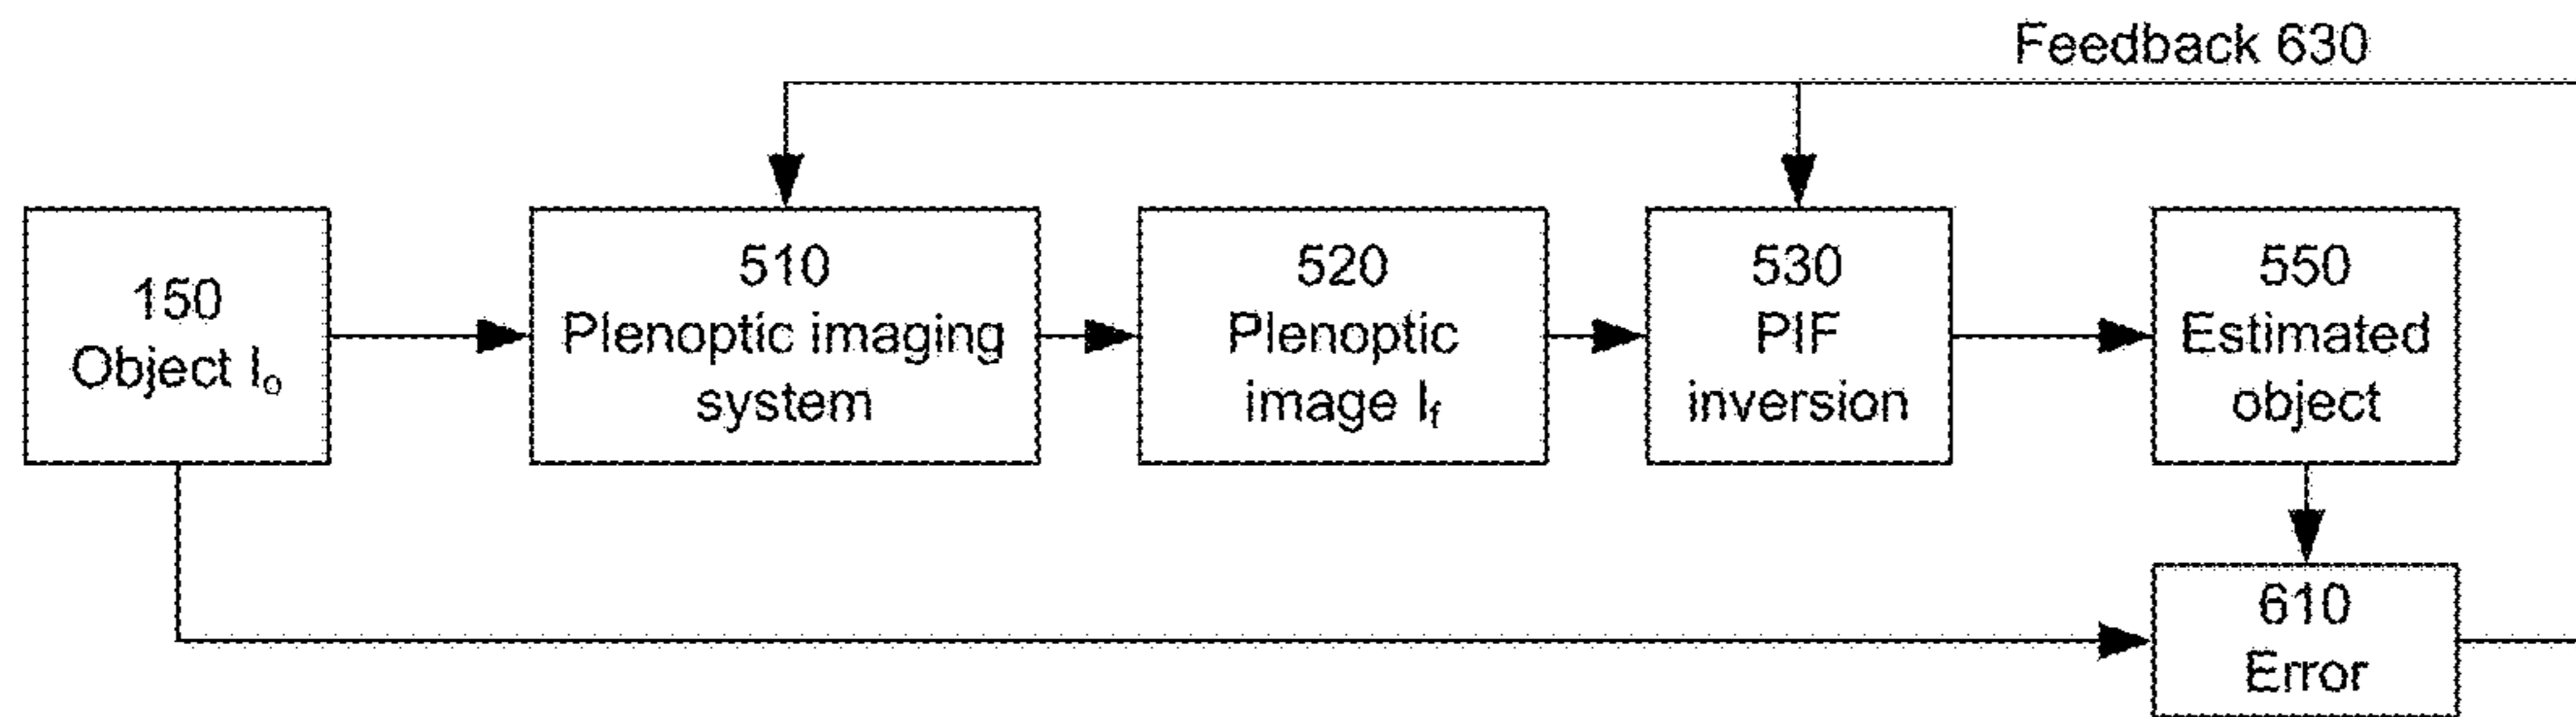 Feedback 630
150
Object Iₒ
510
Plenoptic imaging
system
520
Plenoptic
image I_f
530
PIF
inversion
550
Estimated
object
610
Error